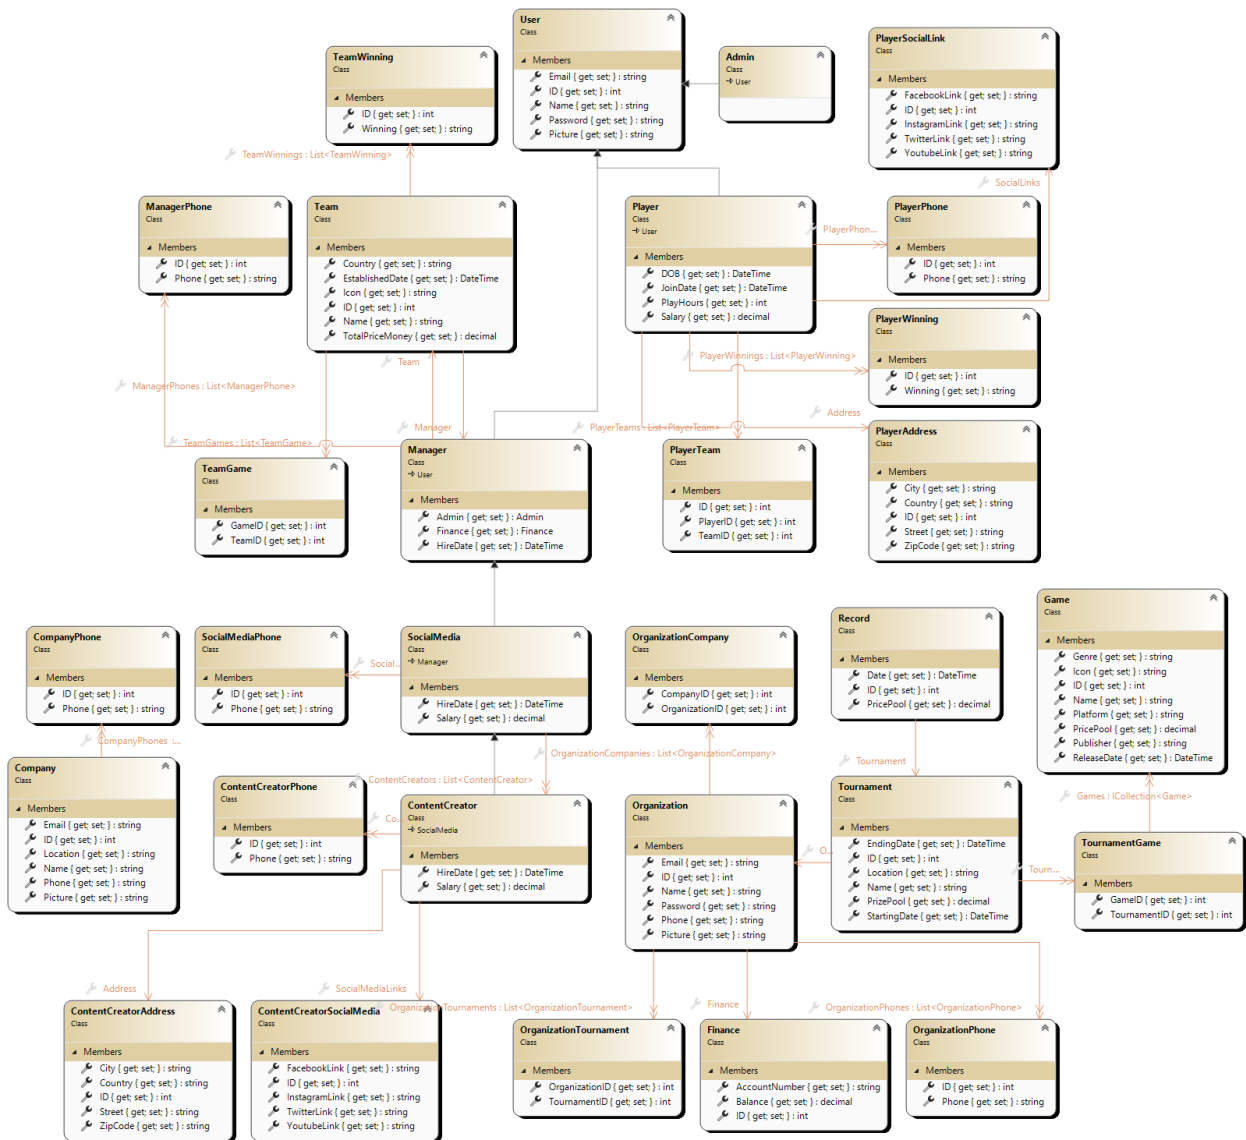 User
Class
Members
Email { get; set; } : string
ID { get; set; } : int
Name { get; set; } : string
Password { get; set; } : string
Picture { get; set; } : string
TeamWinning
Class
Members
ID { get; set; } : int
Winning { get; set; } : string
Admin
Class
User
PlayerSocialLink
Class
Members
FacebookLink { get; set; } : string
ID { get; set; } : int
InstagramLink { get; set; } : string
TwitterLink { get; set; } : string
YoutubeLink { get; set; } : string
TeamWinnings : List<TeamWinning>
SocialLinks
ManagerPhone
Class
Members
ID { get; set; } : int
Phone { get; set; } : string
Team
Class
Members
Country { get; set; } : string
EstablishedDate { get; set; } : DateTime
Icon { get; set; } : string
ID { get; set; } : int
Name { get; set; } : string
TotalPriceMoney { get; set; } : decimal
Player
Class
User
Members
DOB { get; set; } : DateTime
JoinDate { get; set; } : DateTime
PlayHours { get; set; } : int
Salary { get; set; } : decimal
PlayerPhon...
PlayerPhone
Class
Members
ID { get; set; } : int
Phone { get; set; } : string
PlayerWinning
Class
Members
ID { get; set; } : int
Winning { get; set; } : string
Team
PlayerWinnings : List<PlayerWinning>
ManagerPhones : List<ManagerPhone>
Address
Manager
PlayerTeams : List<PlayerTeam>
TeamGames : List<TeamGame>
TeamGame
Class
Members
GameID { get; set; } : int
TeamID { get; set; } : int
Manager
Class
User
Members
Admin { get; set; } : Admin
Finance { get; set; } : Finance
HireDate { get; set; } : DateTime
PlayerTeam
Class
Members
ID { get; set; } : int
PlayerID { get; set; } : int
TeamID { get; set; } : int
PlayerAddress
Class
Members
City { get; set; } : string
Country { get; set; } : string
ID { get; set; } : int
Street { get; set; } : string
ZipCode { get; set; } : string
CompanyPhone
Class
Members
ID { get; set; } : int
Phone { get; set; } : string
SocialMediaPhone
Class
Members
ID { get; set; } : int
Phone { get; set; } : string
Social...
SocialMedia
Class
Manager
Members
HireDate { get; set; } : DateTime
Salary { get; set; } : decimal
OrganizationCompany
Class
Members
CompanyID { get; set; } : int
OrganizationID { get; set; } : int
Record
Class
Members
Date { get; set; } : DateTime
ID { get; set; } : int
PricePool { get; set; } : decimal
Game
Class
Members
Genre { get; set; } : string
Icon { get; set; } : string
ID { get; set; } : int
Name { get; set; } : string
Platform { get; set; } : string
PricePool { get; set; } : decimal
Publisher { get; set; } : string
ReleaseDate { get; set; } : DateTime
CompanyPhones :...
OrganizationCompanies : List<OrganizationCompany>
Tournament
ContentCreators : List<ContentCreator>
Games : ICollection<Game>
Company
Class
Members
Email { get; set; } : string
ID { get; set; } : int
Location { get; set; } : string
Name { get; set; } : string
Phone { get; set; } : string
Picture { get; set; } : string
ContentCreatorPhone
Class
Members
ID { get; set; } : int
Phone { get; set; } : string
Co...
ContentCreator
Class
SocialMedia
Members
HireDate { get; set; } : DateTime
Salary { get; set; } : decimal
Organization
Class
Members
Email { get; set; } : string
ID { get; set; } : int
Name { get; set; } : string
Password { get; set; } : string
Phone { get; set; } : string
Picture { get; set; } : string
O...
Tournament
Class
Members
EndingDate { get; set; } : DateTime
ID { get; set; } : int
Location { get; set; } : string
Name { get; set; } : string
PrizePool { get; set; } : decimal
StartingDate { get; set; } : DateTime
Tourn...
TournamentGame
Class
Members
GameID { get; set; } : int
TournamentID { get; set; } : int
Address
SocialMediaLinks
OrganizationTournaments : List<OrganizationTournament>
Finance
OrganizationPhones : List<OrganizationPhone>
ContentCreatorAddress
Class
Members
City { get; set; } : string
Country { get; set; } : string
ID { get; set; } : int
Street { get; set; } : string
ZipCode { get; set; } : string
ContentCreatorSocialMedia
Class
Members
FacebookLink { get; set; } : string
ID { get; set; } : int
InstagramLink { get; set; } : string
TwitterLink { get; set; } : string
YoutubeLink { get; set; } : string
OrganizationTournament
Class
Members
OrganizationID { get; set; } : int
TournamentID { get; set; } : int
Finance
Class
Members
AccountNumber { get; set; } : string
Balance { get; set; } : decimal
ID { get; set; } : int
OrganizationPhone
Class
Members
ID { get; set; } : int
Phone { get; set; } : string